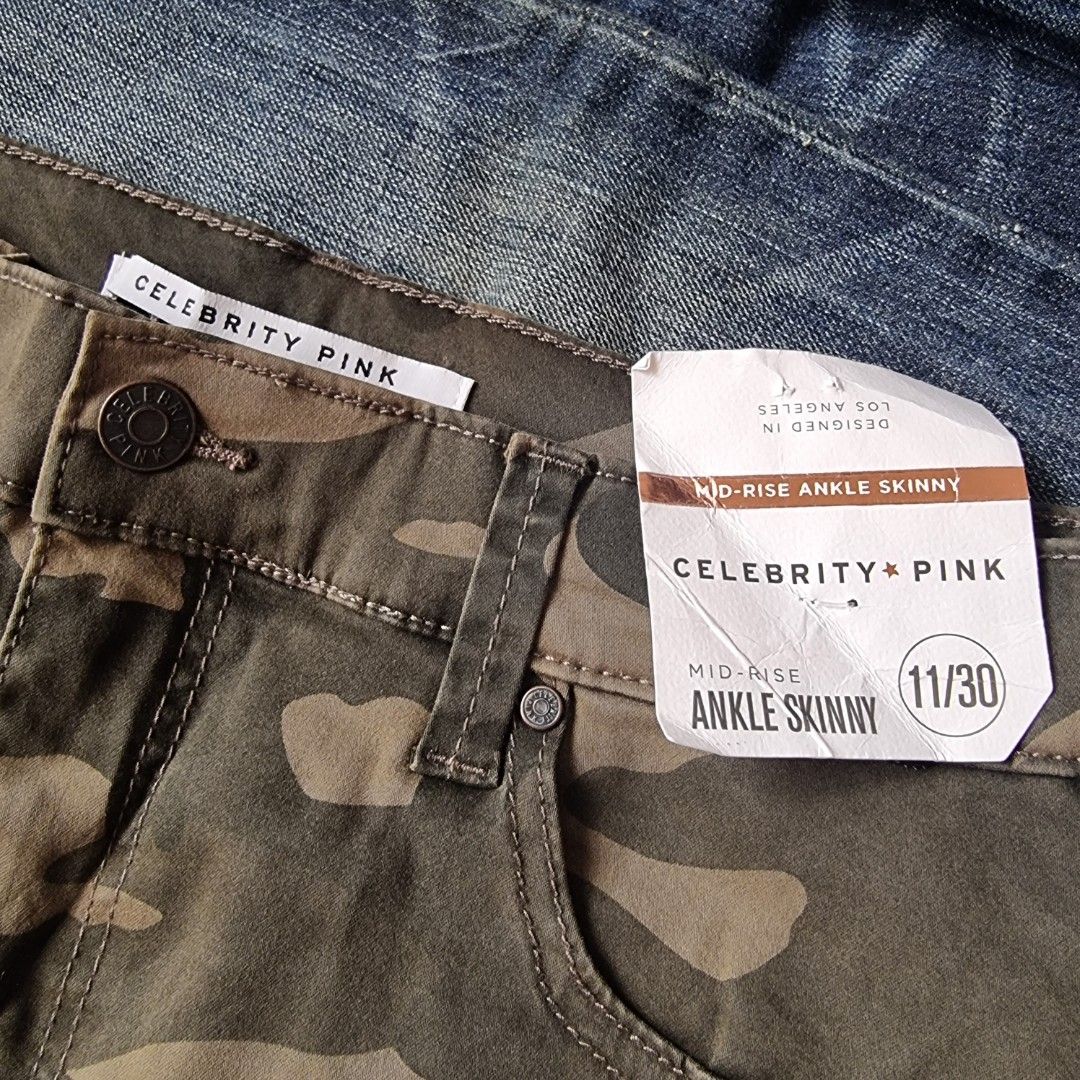 CELEBRITY PINK
CELEBRITY
PINK
DESIGNED IN
LOS ANGELES
MID-RISE ANKLE SKINNY
CELEBRITY★PINK
MID-RISE
ANKLE SKINNY
11/30